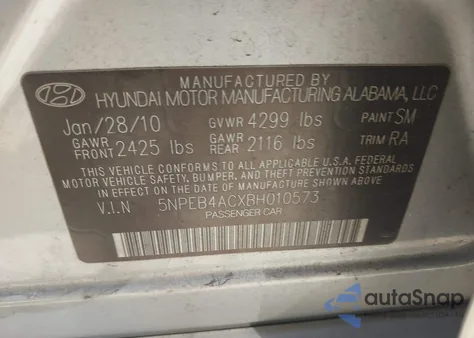 MANUFACTURED BY
HYUNDAI MOTOR MANUFACTURING ALABAMA, LLC
Jan/28/10 GVWR 4299 lbs PAINT SM
GAWR FRONT 2425 lbs GAWR REAR 2116 lbs TRIM RA
THIS VEHICLE CONFORMS TO ALL APPLICABLE U.S.A. FEDERAL
MOTOR VEHICLE SAFETY, BUMPER, AND THEFT PREVENTION
STANDARDS IN EFFECT ON THE DATE OF MANUFACTURE SHOWN ABOVE.
V.I.N 5NPEB4ACXBH010573
PASSENGER CAR
autoSnap